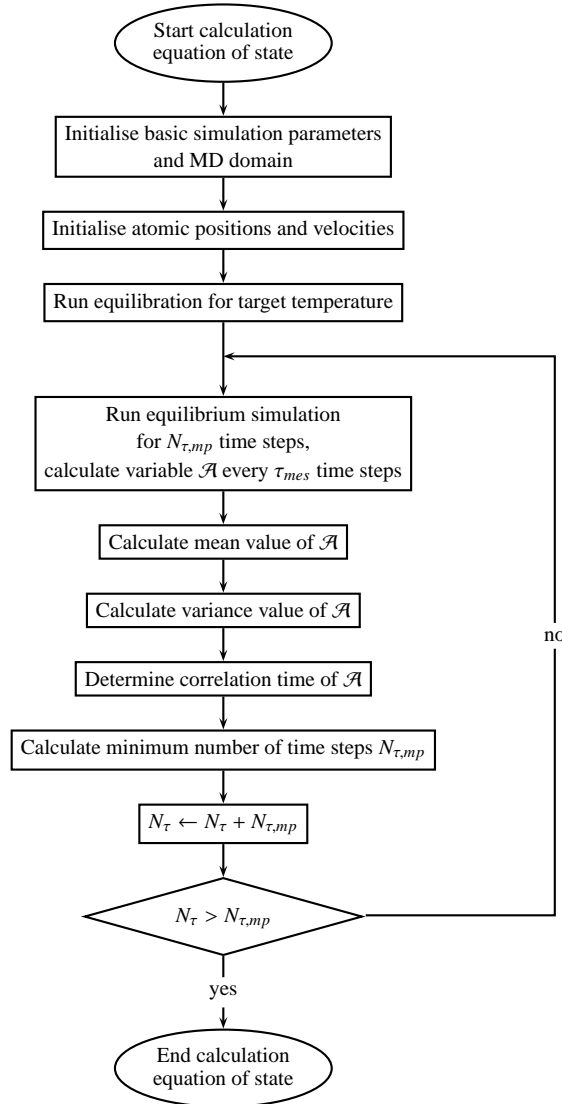 Start calculation
equation of state
Initialise basic simulation parameters
and MD domain
Initialise atomic positions and velocities
Run equilibration for target temperature
Run equilibrium simulation
for N_{τ,mp} time steps,
calculate variable 𝒜 every τ_{mes} time steps
Calculate mean value of 𝒜
Calculate variance value of 𝒜
no
Determine correlation time of 𝒜
Calculate minimum number of time steps N_{τ,mp}
N_τ ← N_τ + N_{τ,mp}
N_τ > N_{τ,mp}
yes
End calculation
equation of state